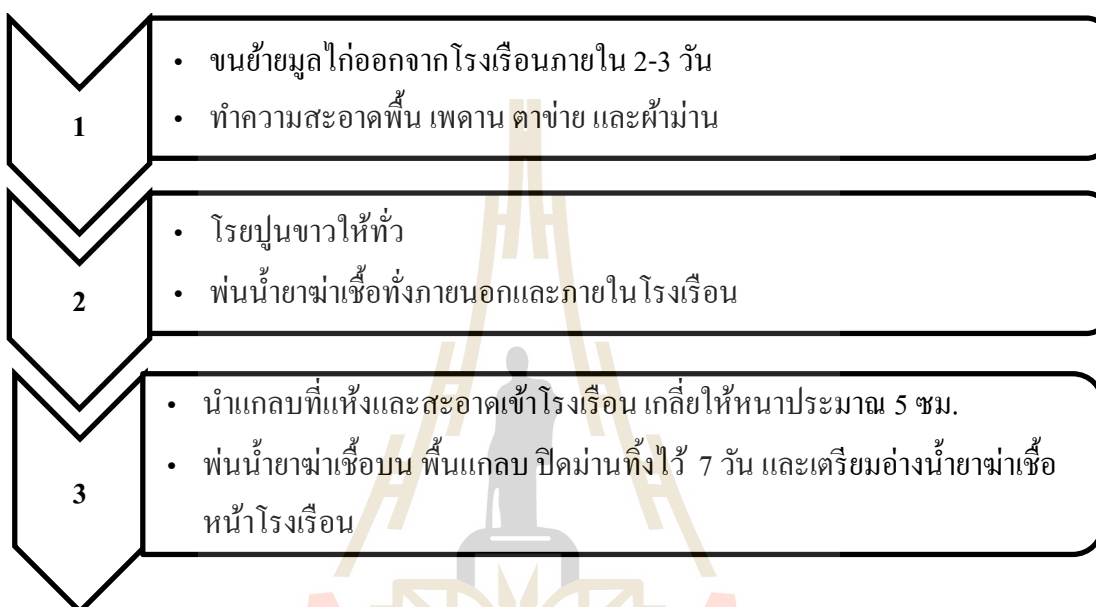 1
• ขนย้ายมูลไก่ออกจากโรงเรือนภายใน 2-3 วัน
• ทำความสะอาดพื้น เพดาน ตาข่าย และผ้าม่าน
2
• โรยปูนขาวให้ทั่ว
• พ่นน้ำยาฆ่าเชื้อทั่งภายนอกและภายในโรงเรือน
3
• นำแกลบที่แห้งและสะอาดเข้าโรงเรือน เกลี่ยให้หนาประมาณ 5 ซม.
• พ่นน้ำยาฆ่าเชื้อบน พื้นแกลบ ปิดม่านทิ้งไว้ 7 วัน และเตรียมอ่างน้ำยาฆ่าเชื้อ
หน้าโรงเรือน